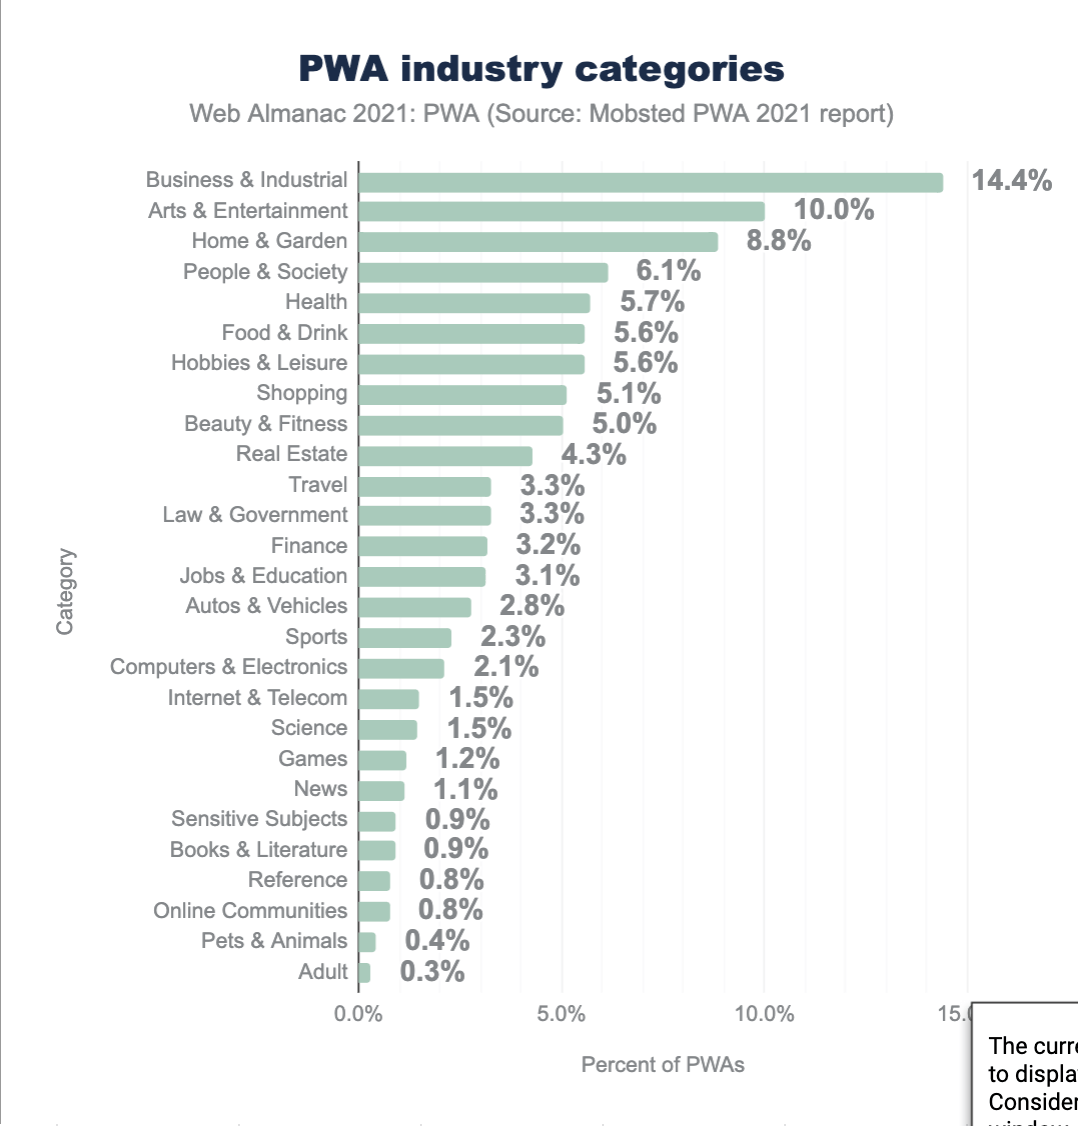 PWA industry categories
Web Almanac 2021: PWA (Source: Mobsted PWA 2021 report)
Business & Industrial 14.4%
Arts & Entertainment 10.0%
Home & Garden 8.8%
People & Society 6.1%
Health 5.7%
Food & Drink 5.6%
Hobbies & Leisure 5.6%
Shopping 5.1%
Beauty & Fitness 5.0%
Real Estate 4.3%
Travel 3.3%
Law & Government 3.3%
Finance 3.2%
Jobs & Education 3.1%
Autos & Vehicles 2.8%
Sports 2.3%
Computers & Electronics 2.1%
Internet & Telecom 1.5%
Science 1.5%
Games 1.2%
News 1.1%
Sensitive Subjects 0.9%
Books & Literature 0.9%
Reference 0.8%
Online Communities 0.8%
Pets & Animals 0.4%
Adult 0.3%
Category
0.0% 5.0% 10.0%
Percent of PWAs
The
to